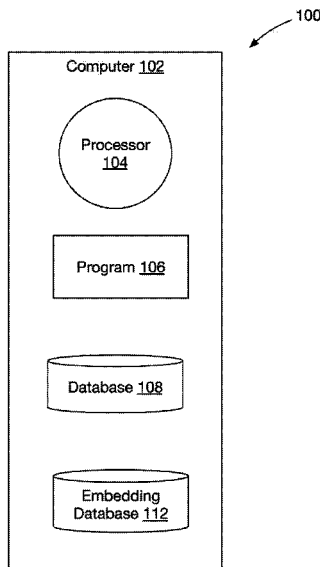 100
Computer 102
Processor
104
Program 106
Database 108
Embedding
Database 112